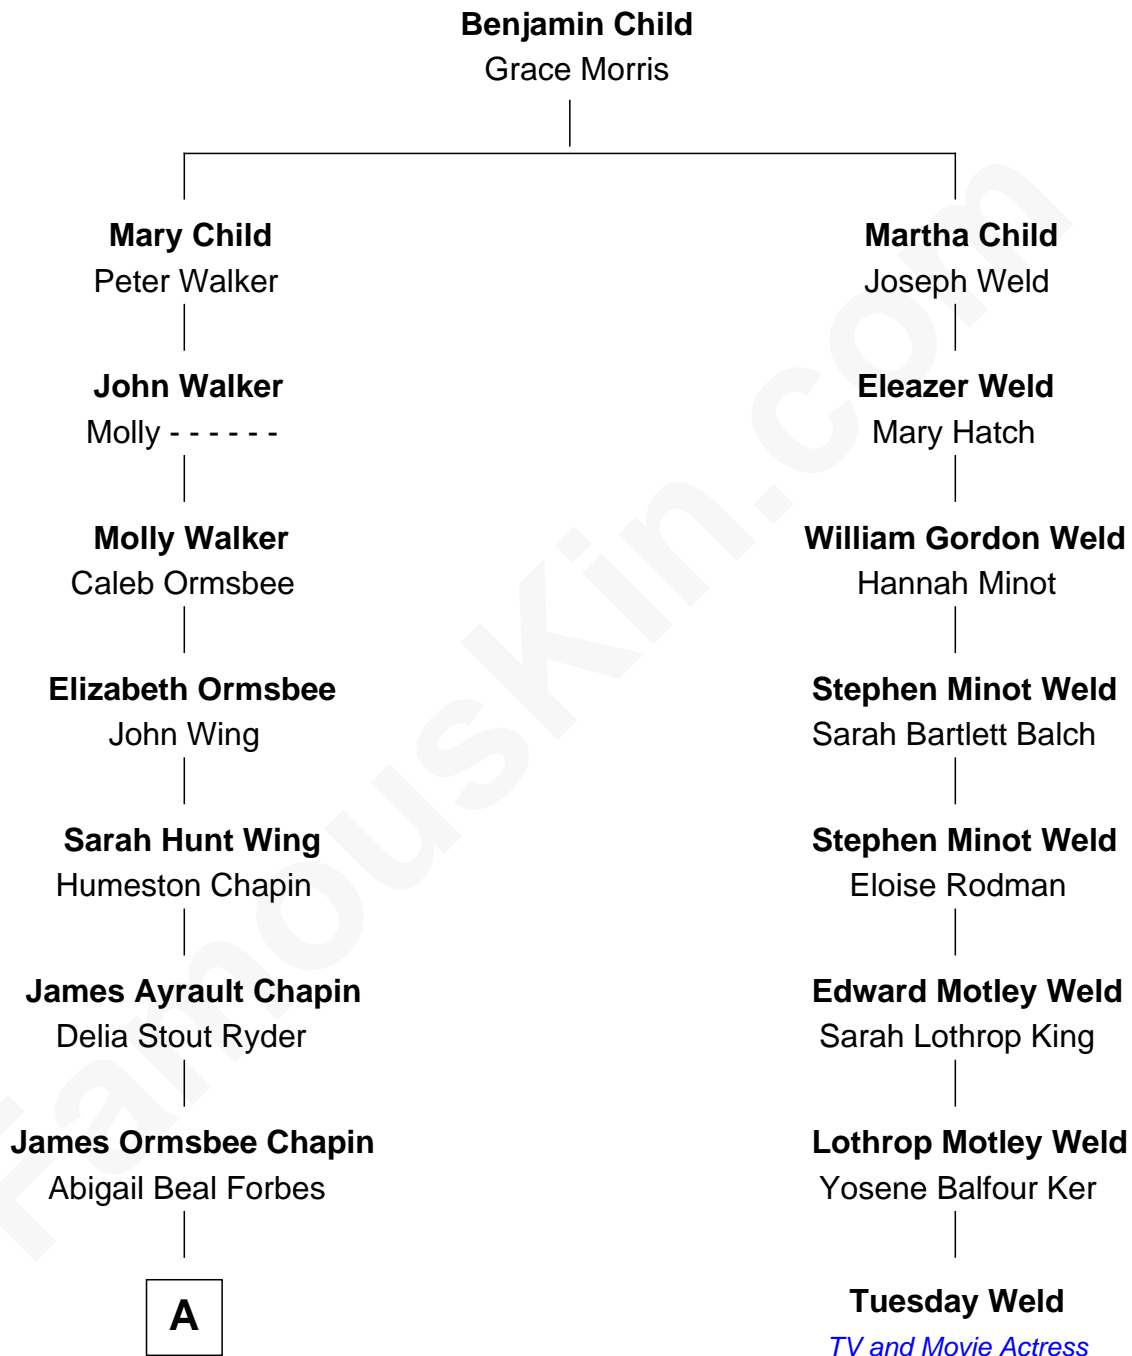 Benjamin Child
Grace Morris
Mary Child
Peter Walker
Martha Child
Joseph Weld
John Walker
Molly - - - - - -
Eleazer Weld
Mary Hatch
Molly Walker
Caleb Ormsbee
William Gordon Weld
Hannah Minot
Elizabeth Ormsbee
John Wing
Stephen Minot Weld
Sarah Bartlett Balch
Sarah Hunt Wing
Humeston Chapin
Stephen Minot Weld
Eloise Rodman
James Ayrault Chapin
Delia Stout Ryder
Edward Motley Weld
Sarah Lothrop King
James Ormsbee Chapin
Abigail Beal Forbes
Lothrop Motley Weld
Yosene Balfour Ker
A
Tuesday Weld
TV and Movie Actress
FamousKin.com